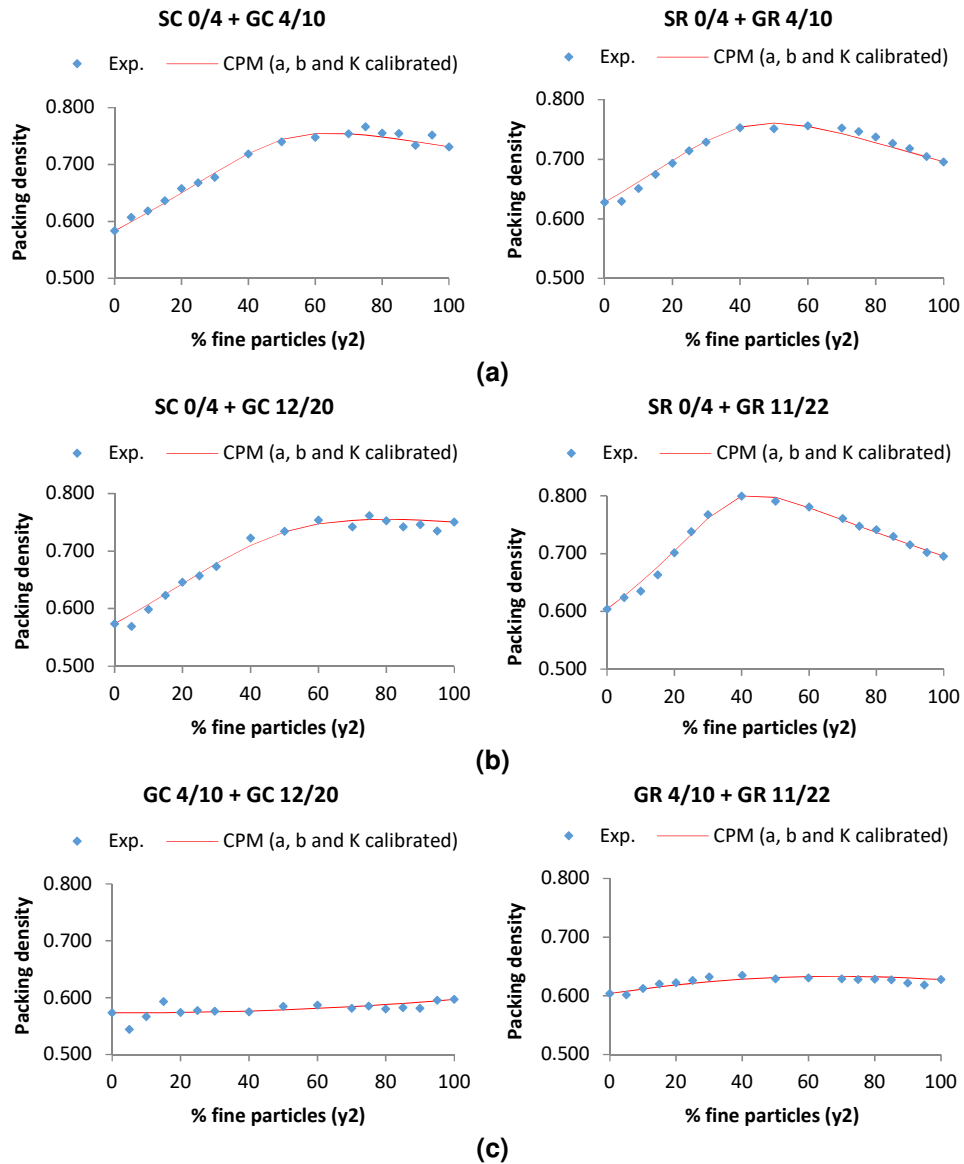 SC 0/4 + GC 4/10
Exp. CPM (a, b and K calibrated)
Packing density
0.800
0.700
0.600
0.500
0 20 40 60 80 100
% fine particles (y2)
SR 0/4 + GR 4/10
Exp. CPM (a, b and K calibrated)
Packing density
0.800
0.700
0.600
0.500
0 20 40 60 80 100
% fine particles (y2)
(a)
SC 0/4 + GC 12/20
Exp. CPM (a, b and K calibrated)
Packing density
0.800
0.700
0.600
0.500
0 20 40 60 80 100
% fine particles (y2)
SR 0/4 + GR 11/22
Exp. CPM (a, b and K calibrated)
Packing density
0.800
0.700
0.600
0.500
0 20 40 60 80 100
% fine particles (y2)
(b)
GC 4/10 + GC 12/20
Exp. CPM (a, b and K calibrated)
Packing density
0.800
0.700
0.600
0.500
0 20 40 60 80 100
% fine particles (y2)
GR 4/10 + GR 11/22
Exp. CPM (a, b and K calibrated)
Packing density
0.800
0.700
0.600
0.500
0 20 40 60 80 100
% fine particles (y2)
(c)